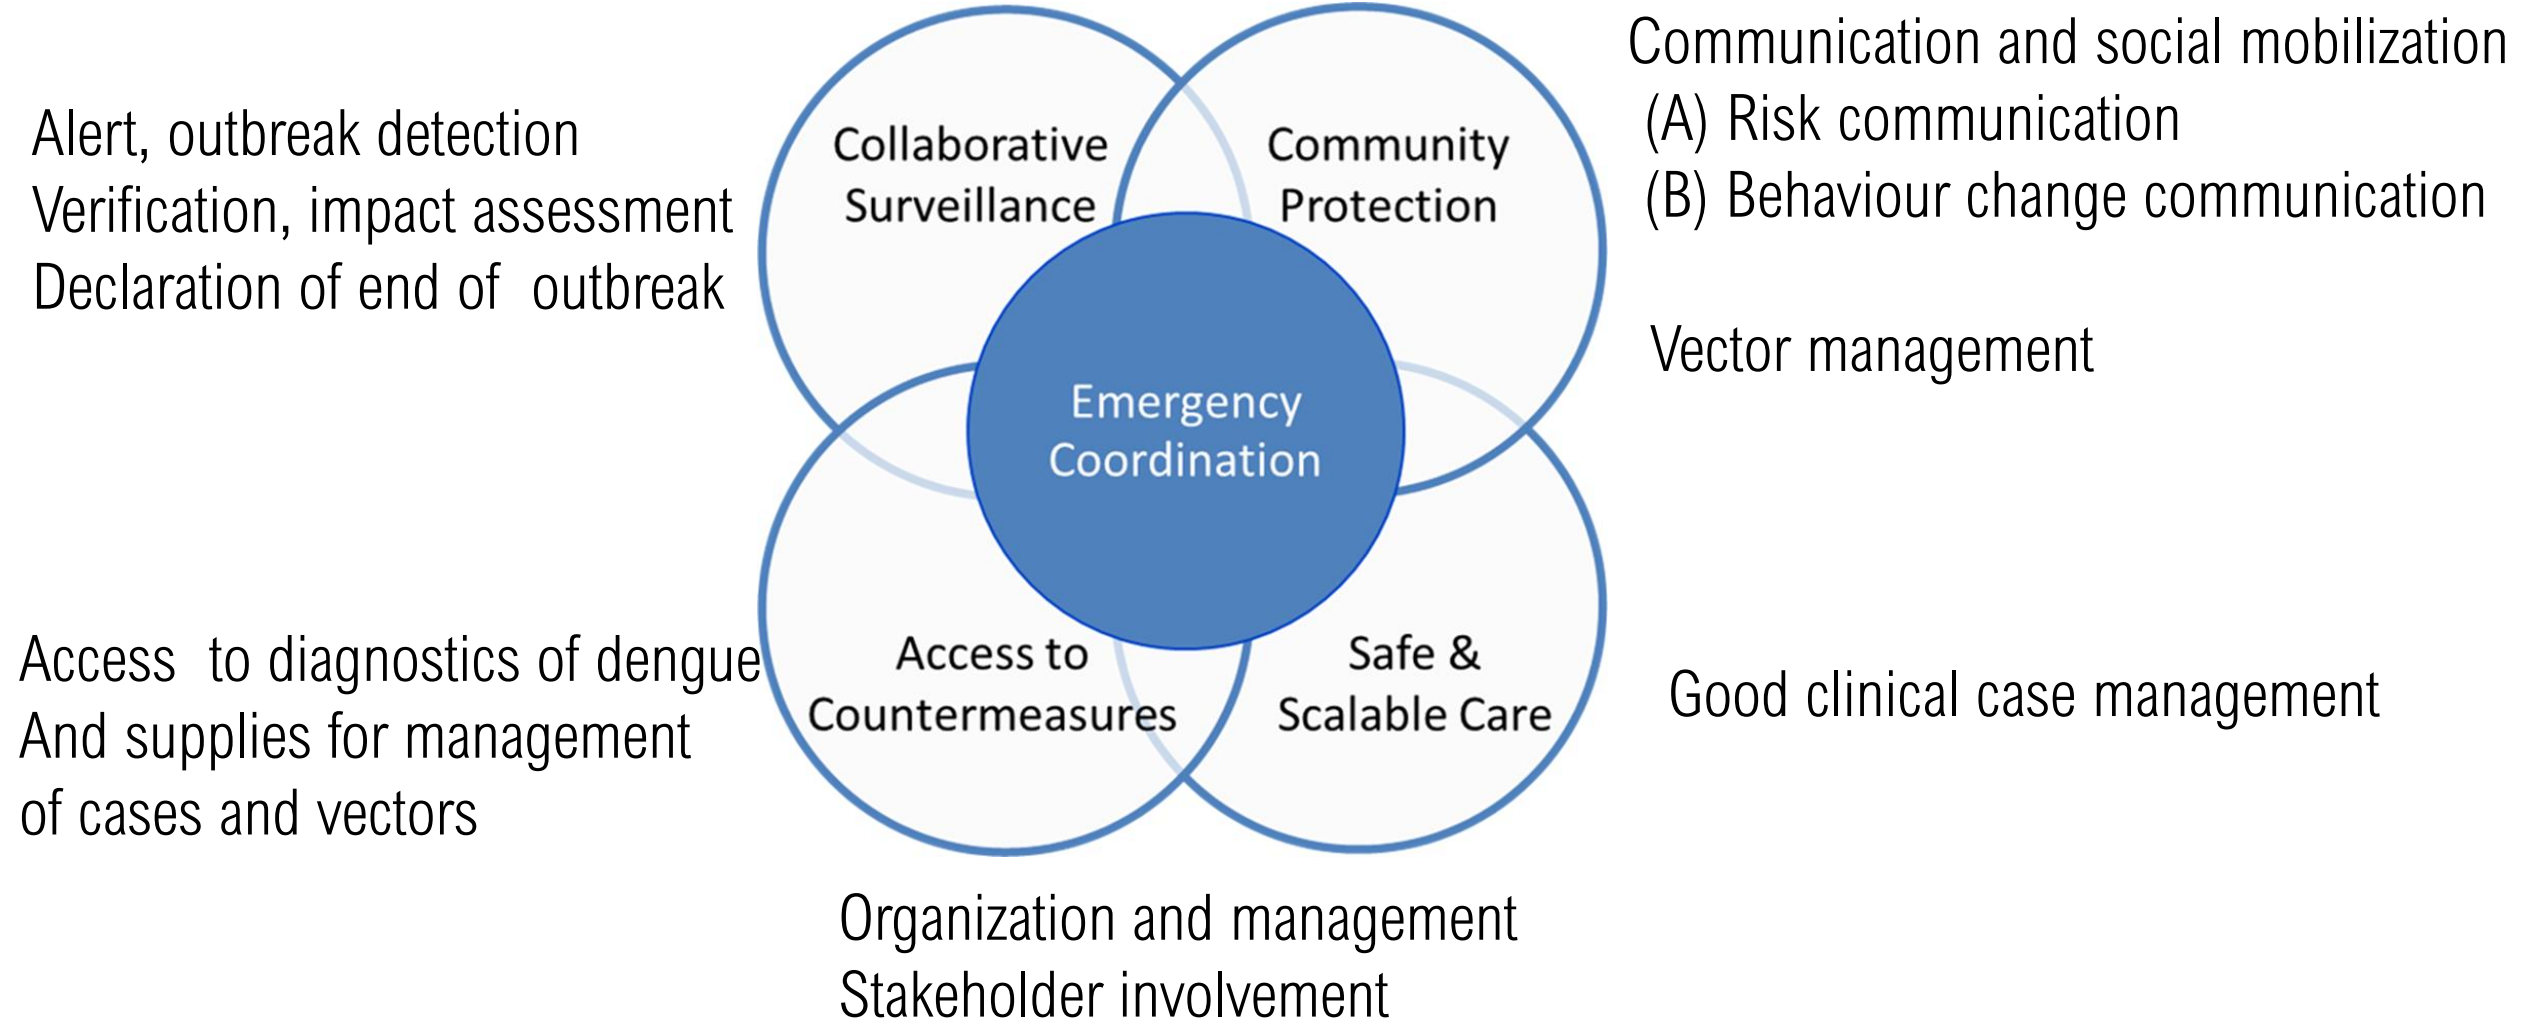 Alert, outbreak detection
Verification, impact assessment
Declaration of end of  outbreak
Collaborative
Surveillance
Community
Protection
Communication and social mobilization
(A) Risk communication
(B) Behaviour change communication
Vector management
Emergency
Coordination
Access  to diagnostics of dengue
And supplies for management
of cases and vectors
Access to
Countermeasures
Safe &
Scalable Care
Good clinical case management
Organization and management
Stakeholder involvement